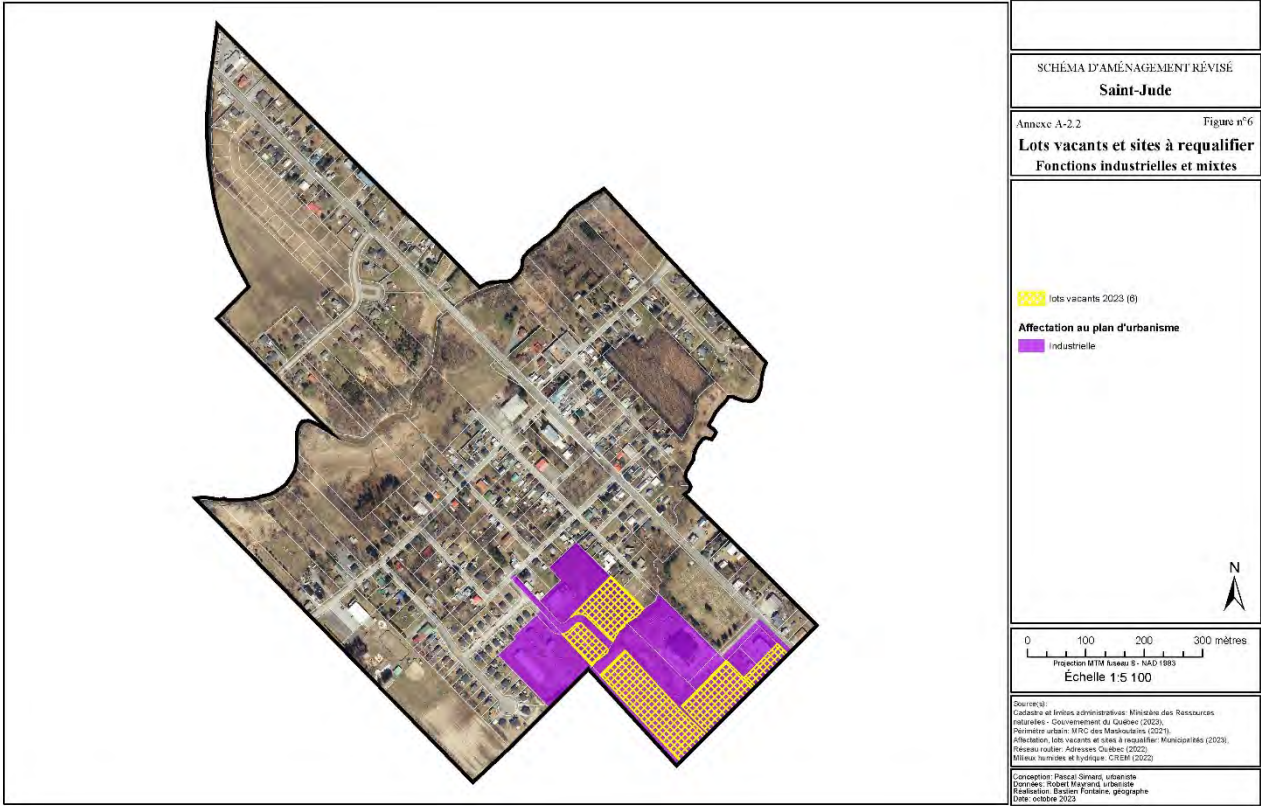 SCHÉMA D'AMÉNAGEMENT RÉVISÉ
Saint-Jude
Annexe A-2.2 Figure n°6
Lots vacants et sites à requalifier
Fonctions industrielles et mixtes
lots vacants 2023 (6)
Affectation au plan d'urbanisme
Industrielle
N
0 100 200 300 mètres
Projection MTM fuseau 8 - NAD 1983
Échelle 1:5 100
Source(s):
Cadastre et limites administratives: Ministère des Ressources
naturelles - Gouvernement du Québec (2023),
Périmètre urbain: MRC des Maskoutains (2021),
Affectation, lots vacants et sites à requalifier: Municipalités (2023),
Réseau routier: Adresses Québec (2022)
Milieux humides et hydrique: CREM (2022)
Conception: Pascal Simard, urbaniste
Données: Robert Mayrand, urbaniste
Réalisation: Bastien Fontaine, géographe
Date: octobre 2023